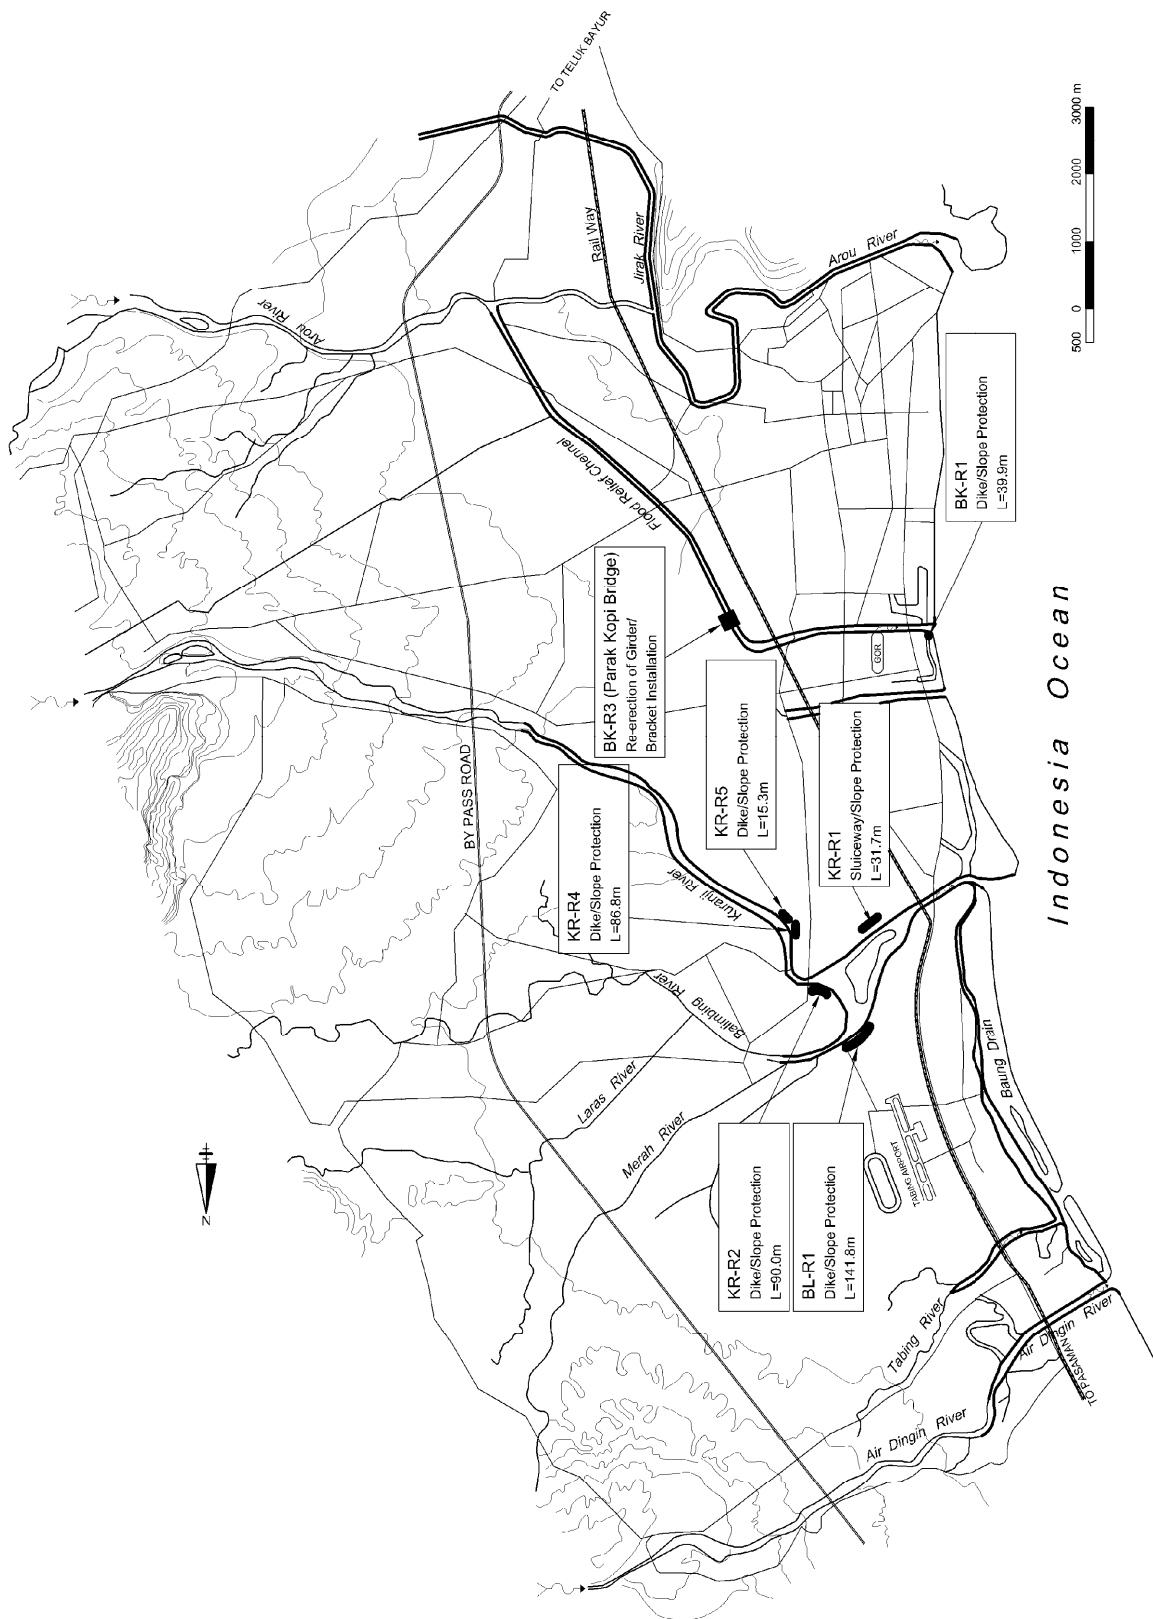 TO TELUK BAYUR
Rail Way
Jirak River
Arou River
Arou River
500 0 1000 2000 3000 m
Flood Relief Chennel
BY PASS ROAD
BK-R1
Dike/Slope Protection
L=39.9m
BK-R3 (Parak Kopi Bridge)
Re-erection of Girder/
Bracket Installation
GOR
KR-R5
Dike/Slope Protection
L=15.3m
KR-R1
Sluiceway/Slope Protection
L=31.7m
KR-R4
Dike/Slope Protection
L=86.8m
Kuranji River
Balimbing River
Laras River
Merah River
Indonesia Ocean
Baung Drain
N
TABING AIRPORT
KR-R2
Dike/Slope Protection
L=90.0m
BL-R1
Dike/Slope Protection
L=141.8m
Tabing River
Air Dingin River
Air Dingin River
TO PASAMAN